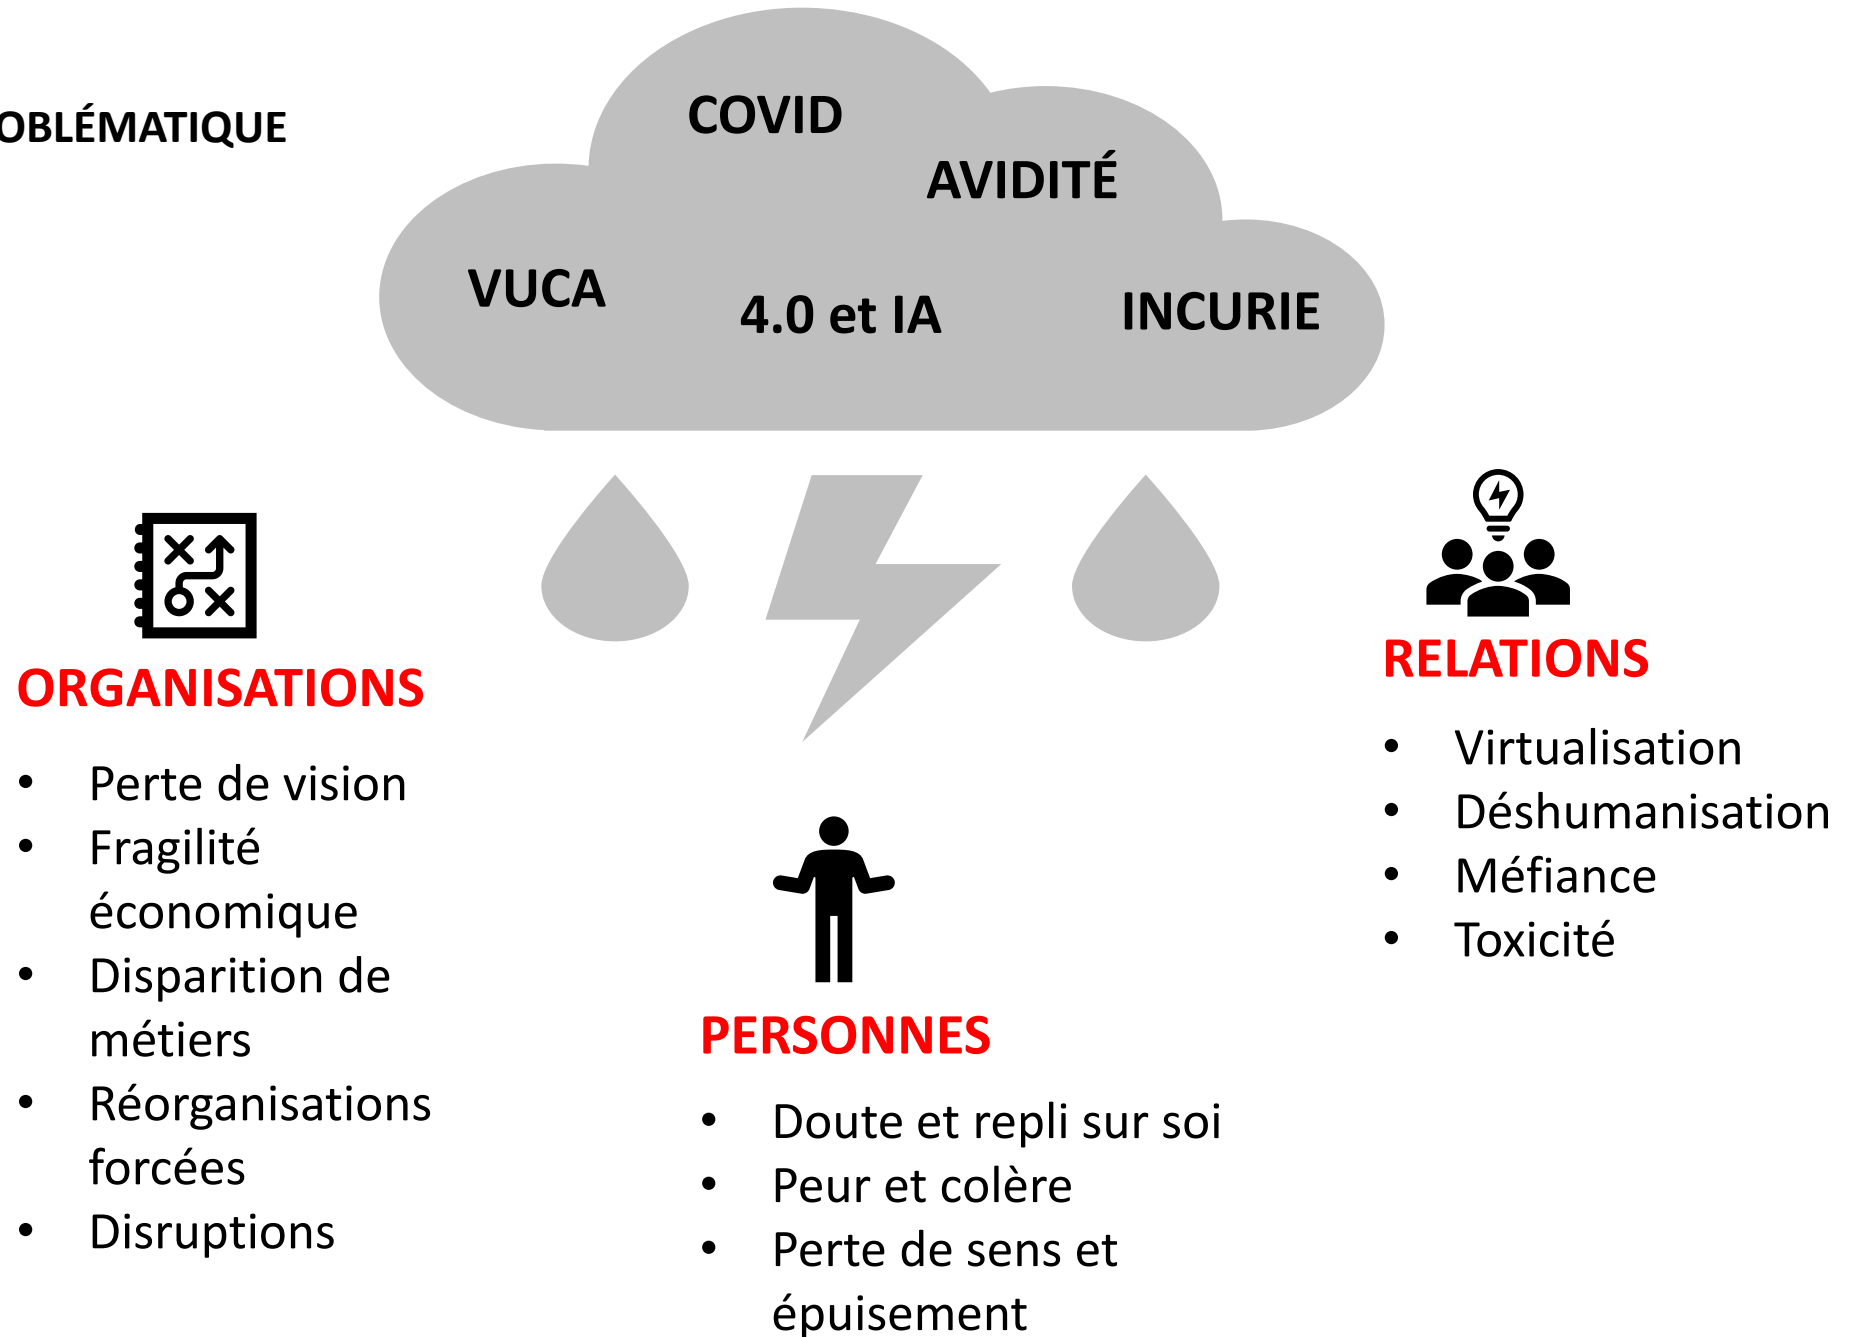 OBLÉMATIQUE
COVID
AVIDITÉ
VUCA
4.0 et IA
INCURIE
ORGANISATIONS
• Perte de vision
• Fragilité
économique
• Disparition de
métiers
• Réorganisations
forcées
• Disruptions
PERSONNES
• Doute et repli sur soi
• Peur et colère
• Perte de sens et
épuisement
RELATIONS
• Virtualisation
• Déshumanisation
• Méfiance
• Toxicité